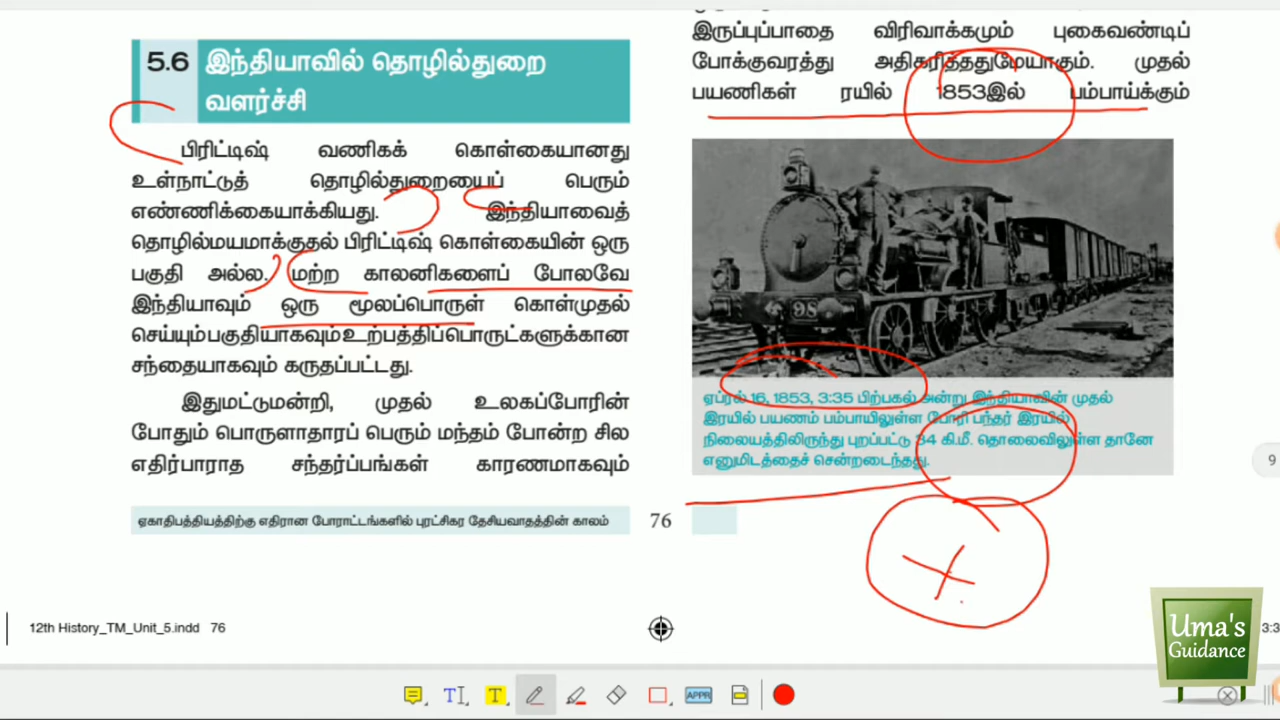 5.6 இந்தியாவில் தொழில்துறை
வளர்ச்சி
பிரிட்டிஷ் வணிகக் கொள்கையானது
உள்நாட்டுத் தொழில்துறையைப் பெரும்
எண்ணிக்கையாக்கியது. இந்தியாவைத்
தொழில்மயமாக்குதல் பிரிட்டிஷ் கொள்கையின் ஒரு
பகுதி அல்ல. மற்ற காலனிகளைப் போலவே
இந்தியாவும் ஒரு மூலப்பொருள் கொள்முதல்
செய்யும்பகுதியாகவும்உற்பத்திப்பொருட்களுக்கான
சந்தையாகவும் கருதப்பட்டது.
இதுமட்டுமன்றி, முதல் உலகப்போரின்
போதும் பொருளாதாரப் பெரும் மந்தம் போன்ற சில
எதிர்பாராத சந்தர்ப்பங்கள் காரணமாகவும்
ஏகாதிபத்தியத்திற்கு எதிரான போராட்டங்களில் புரட்சிகர தேசியவாதத்தின் காலம் 76
இருப்புப்பாதை விரிவாக்கமும் புகைவண்டிப்
போக்குவரத்து அதிகரித்ததுமேயாகும். முதல்
பயணிகள் ரயில் 1853இல் பம்பாய்க்கும்
98
ஏப்ரல் 16, 1853, 3:35 பிற்பகல் அன்று இந்தியாவின் முதல்
இரயில் பயணம் பம்பாயிலுள்ள போரி பந்தர் இரயில்
நிலையத்திலிருந்து புறப்பட்டு 34 கி.மீ. தொலைவிலுள்ள தானே
எனுமிடத்தைச் சென்றடைந்தது.
9
12th History_TM_Unit_5.indd 76
3:3
Uma's
Guidance
T T APPR